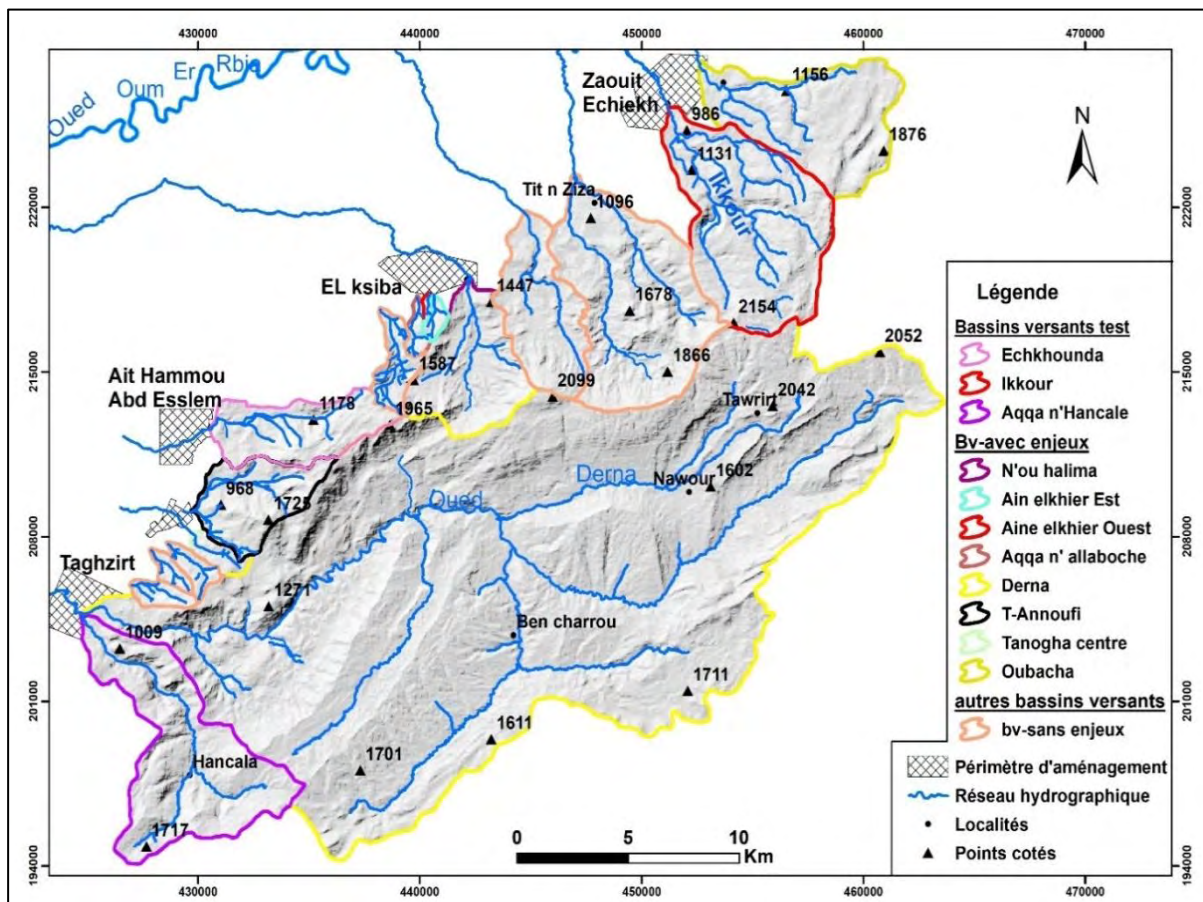 430000 440000 450000 460000 470000
Oued Oum Er Rbia
Zaouit
Echiekh
1156
986
1876
N
1131
Ikkour
Tit n Ziza
1096
222000
222000
EL ksiba
1447
1678
2154
1866
2052
215000
215000
1587
2099
Ait Hammou
Abd Esslem
1178
1965
Tawrirt
2042
Derna
Nawour
1602
968
1725
Oued
208000
208000
Taghzirt
1271
Ben charrou
1009
1711
201000
201000
1611
1701
Hancala
1717
0 5 10
Km
194000
194000
430000 440000 450000 460000 470000
Légende
Bassins versants test
Echkhounda
Ikkour
Aqqa n'Hancale
Bv-avec enjeux
N'ou halima
Ain elkhier Est
Aine elkhier Ouest
Aqqa n' allaboche
Derna
T-Annoufi
Tanogha centre
Oubacha
autres bassins versants
bv-sans enjeux
Périmètre d'aménagement
Réseau hydrographique
Localités
Points cotés